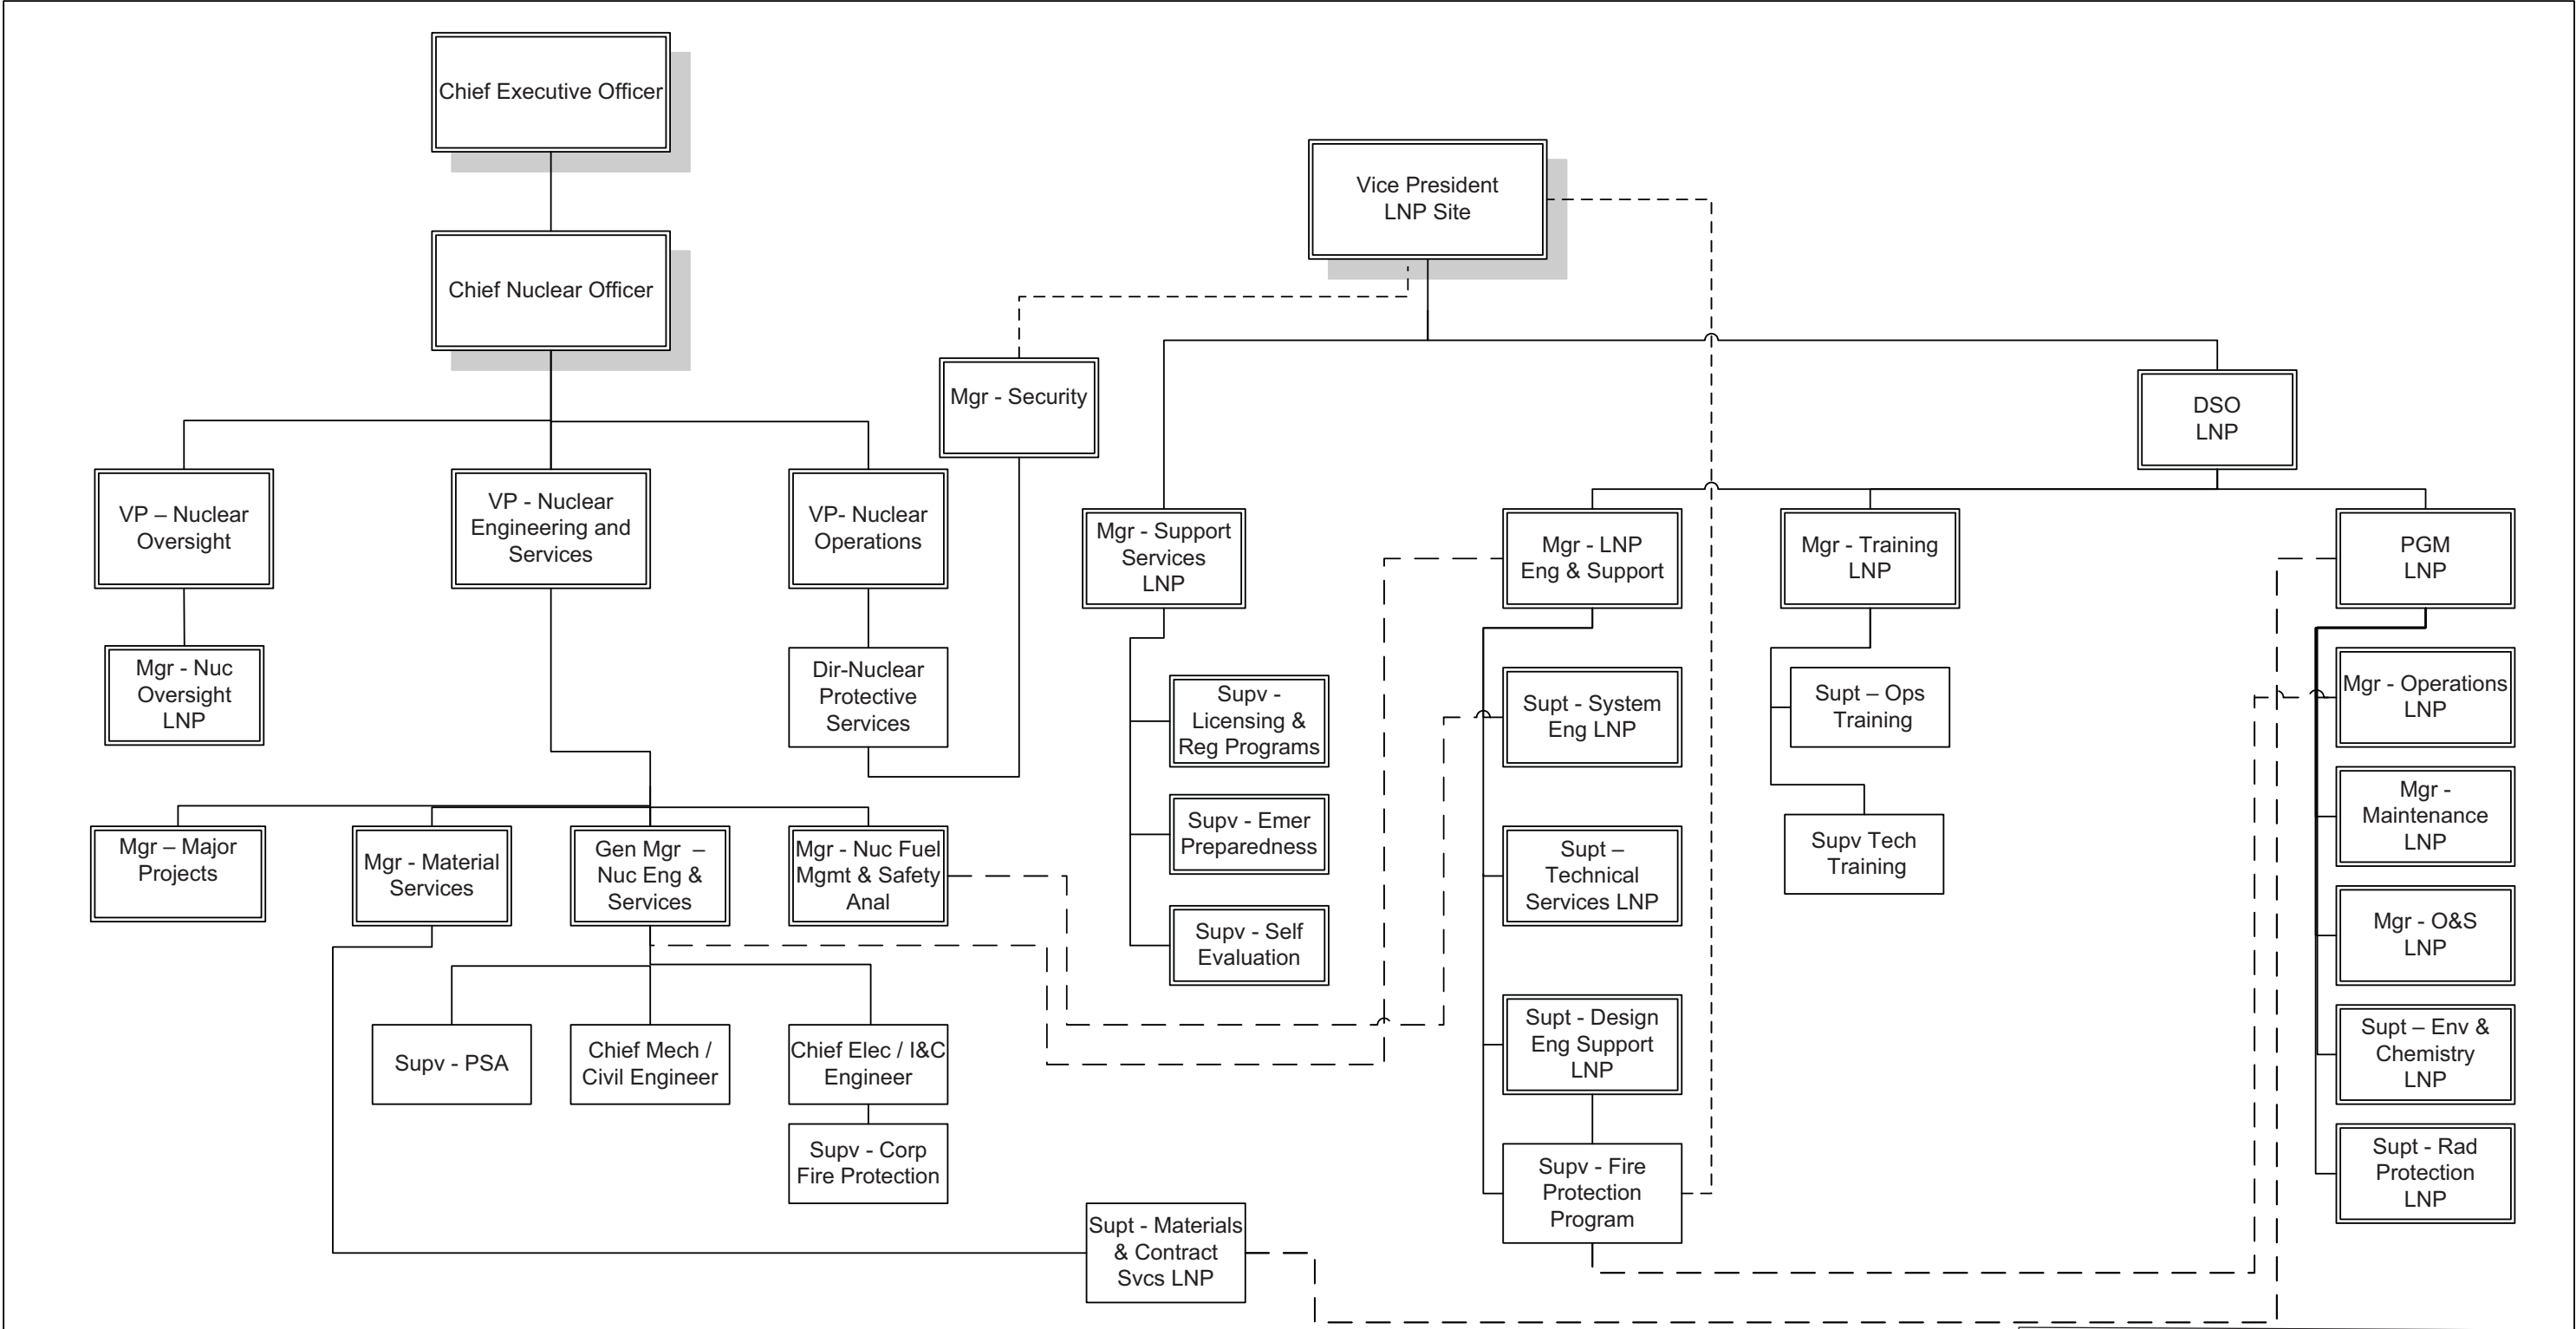 Chief Executive Officer
Vice President
LNP Site
Chief Nuclear Officer
Mgr - Security
DSO
LNP
VP – Nuclear
Oversight
VP - Nuclear
Engineering and
Services
VP- Nuclear
Operations
Mgr - Support
Services
LNP
Mgr - LNP
Eng & Support
Mgr - Training
LNP
PGM
LNP
Mgr - Nuc
Oversight
LNP
Dir-Nuclear
Protective
Services
Supv -
Licensing &
Reg Programs
Supt - System
Eng LNP
Supt – Ops
Training
Mgr - Operations
LNP
Mgr – Major
Projects
Mgr - Material
Services
Gen Mgr –
Nuc Eng &
Services
Mgr - Nuc Fuel
Mgmt & Safety
Anal
Supv - Emer
Preparedness
Supt –
Technical
Services LNP
Supv Tech
Training
Mgr -
Maintenance
LNP
Supv - Self
Evaluation
Mgr - O&S
LNP
Supv - PSA
Chief Mech /
Civil Engineer
Chief Elec / I&C
Engineer
Supt - Design
Eng Support
LNP
Supt – Env &
Chemistry
LNP
Supv - Corp
Fire Protection
Supv - Fire
Protection
Program
Supt - Rad
Protection
LNP
Supt - Materials
& Contract
Svcs LNP